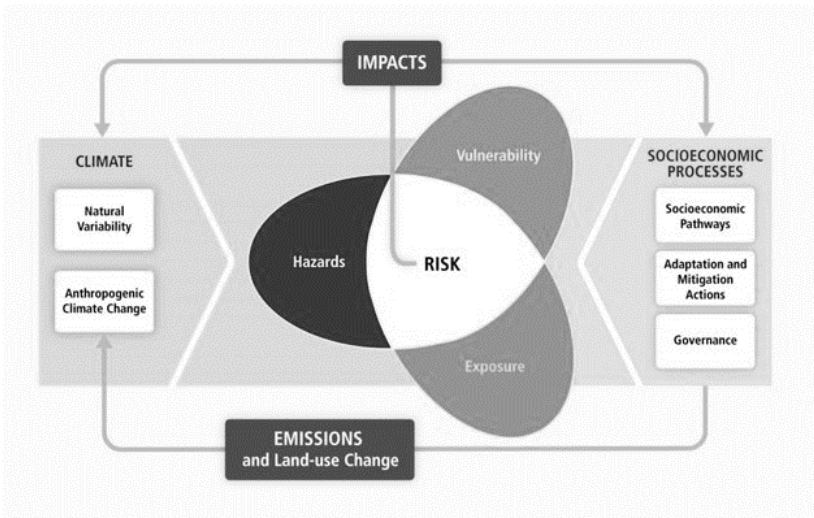 IMPACTS
CLIMATE
Natural
Variability
Anthropogenic
Climate Change
Vulnerability
Hazards
RISK
Exposure
SOCIOECONOMIC
PROCESSES
Socioeconomic
Pathways
Adaptation and
Mitigation
Actions
Governance
EMISSIONS
and Land-use Change